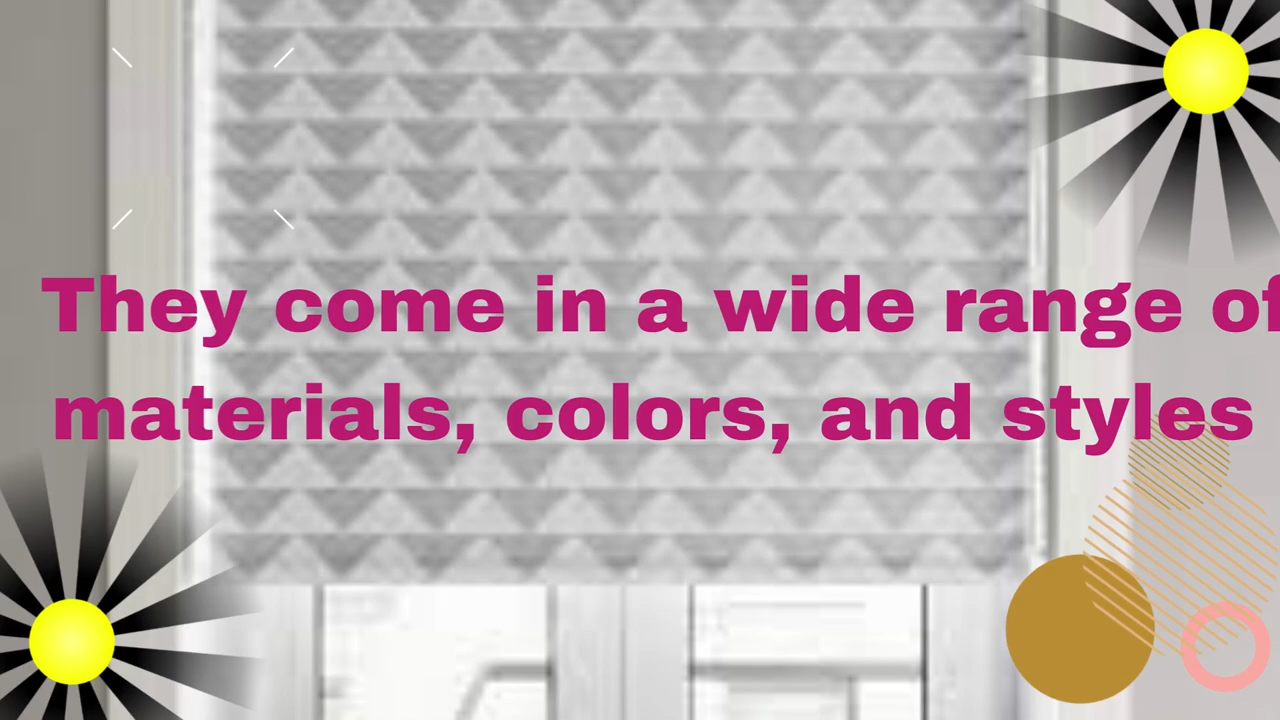 They come in a wide range of
materials, colors, and styles